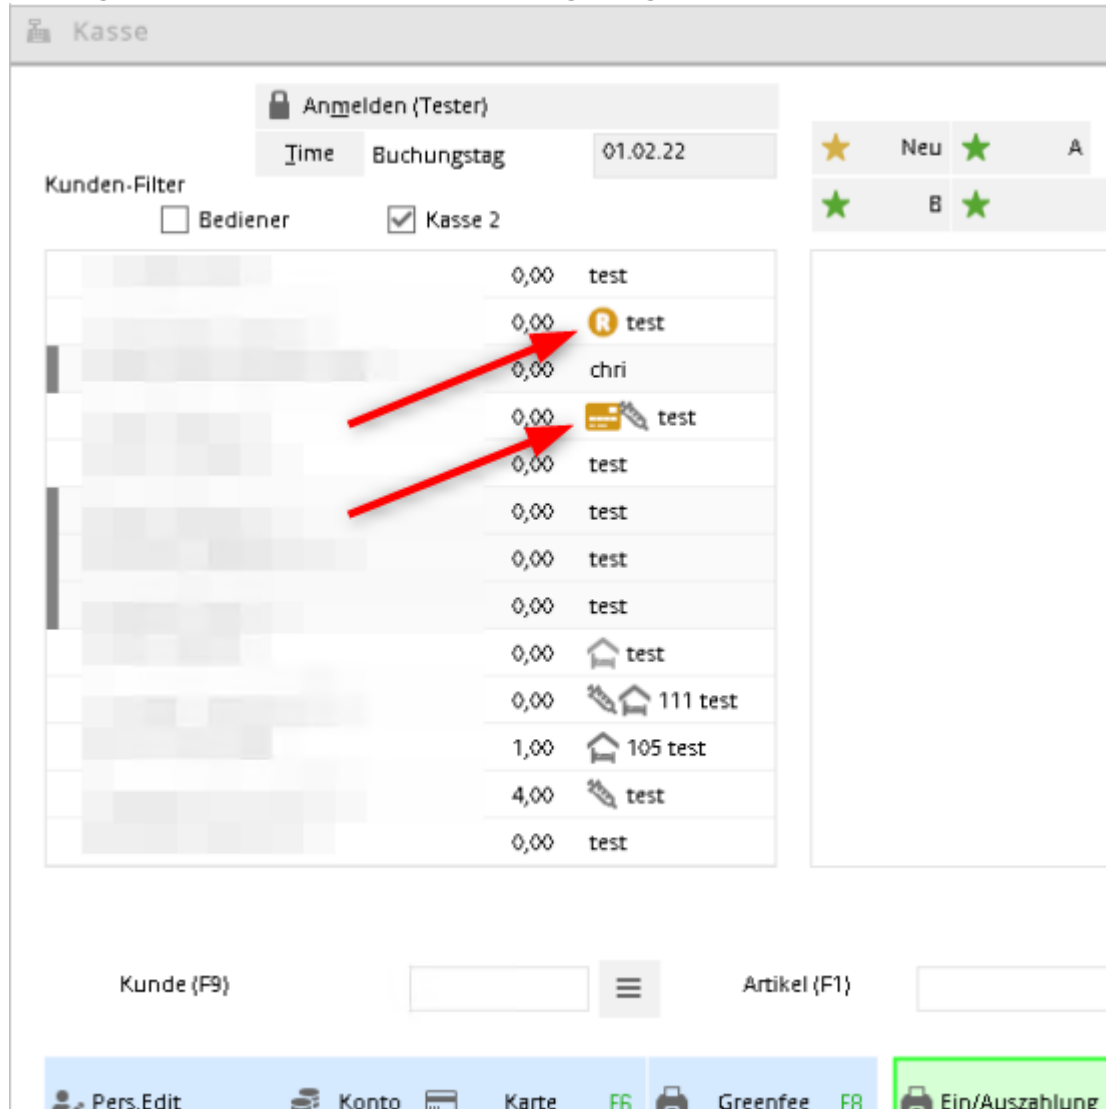 Kasse
Anmelden (Tester)
Time Buchungstag 01.02.22
Neu A
Kunden-Filter
B
Bediener Kasse 2
0,00 test
0,00 R test
0,00 chri
0,00 test
0,00 test
0,00 test
0,00 test
0,00 test
0,00 test
0,00 111 test
1,00 105 test
4,00 test
0,00 test
Kunde (F9) Artikel (F1)
Pers.Edit Konto Karte F6 Greenfee F8 Ein/Auszahlung